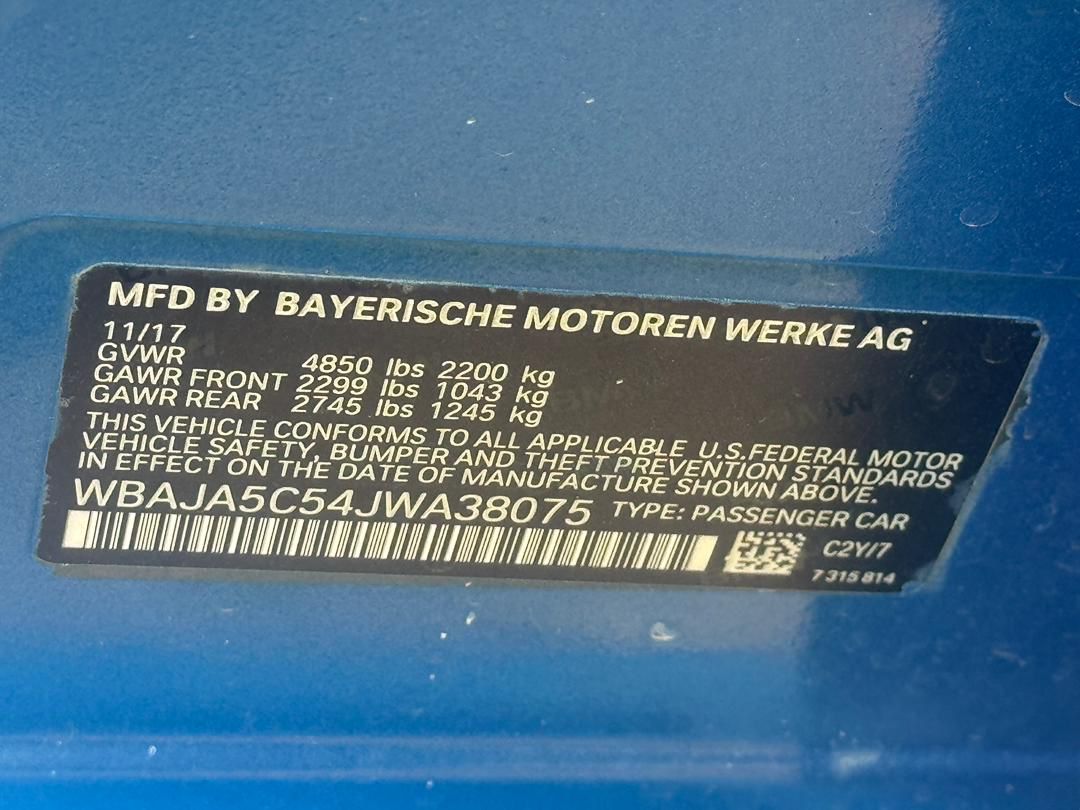 MFD BY BAYERISCHE MOTOREN WERKE AG
11/17
GVWR 4850 lbs 2200 kg
GAWR FRONT 2299 lbs 1043 kg
GAWR REAR 2745 lbs 1245 kg
THIS VEHICLE CONFORMS TO ALL APPLICABLE U.S.FEDERAL MOTOR
VEHICLE SAFETY, BUMPER AND THEFT PREVENTION STANDARDS
IN EFFECT ON THE DATE OF MANUFACTURE SHOWN ABOVE.
WBAJA5C54JWA38075 TYPE: PASSENGER CAR
C2Y/7
7 315 814